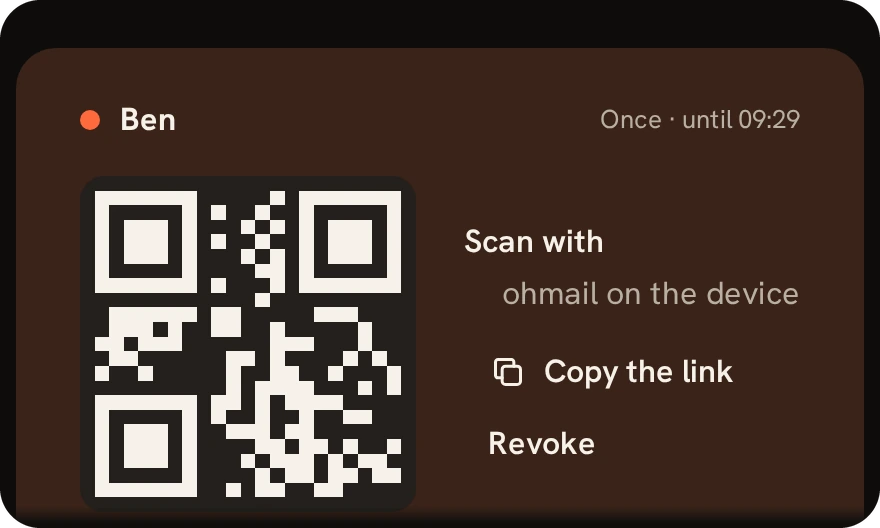 Ben
Once · until 09:29
Scan with
ohmail on the device
Copy the link
Revoke